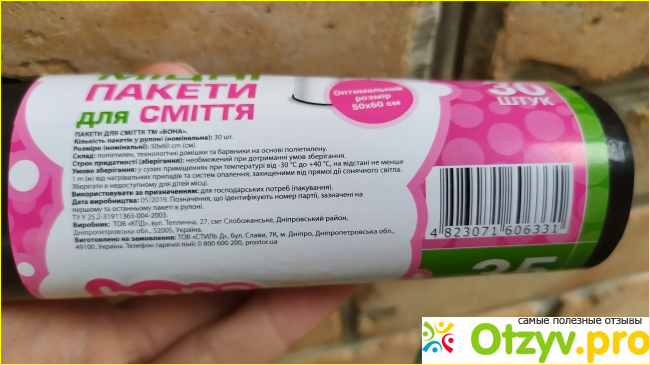 МІЦНІ
ПАКЕТИ
для СМІТТЯ
Оптимальний
розмір
50х60 см
30
ШТУК
ПАКЕТИ ДЛЯ СМІТТЯ ТМ «БОНА».
Кількість пакетів у рулоні (номінальна): 30 шт.
Розміри (номінальні): 50х60 см (см).
Склад: поліетилен, технологічні домішки та барвники на основі поліетилену.
Строк придатності (зберігання): необмежений при дотриманні умов зберігання.
Умови зберігання: у сухих приміщеннях при температурі від -30 °С до +40 °С, на відстані не менше
1 m (м) від нагрівальних приладів та систем опалення, захищеними від прямої дії сонячного світла.
Зберігати в недоступному для дітей місці.
Використовувати за призначенням: для господарських потреб (пакування).
Дата виробництва: 05/2019. Позначення, що ідентифікують номер партії, зазначені на
першому та останньому пакеті в рулоні.
ТУ У 25.2-31911363-004-2003.
Виробник: ТОВ «КПД», вул. Теплична, 27, смт Слобожанське, Дніпровський район,
Дніпропетровська обл., 52005, Україна.
Виготовлено на замовлення: ТОВ «СТИЛЬ Д», бул. Слави, 7К, м. Дніпро, Дніпропетровська обл.,
49100, Україна. Телефон гарячої лінії: 0 800 600 200, prostor.ua
4 823071 606331
35
bona
самые полезные отзывы
Otzyv.pro